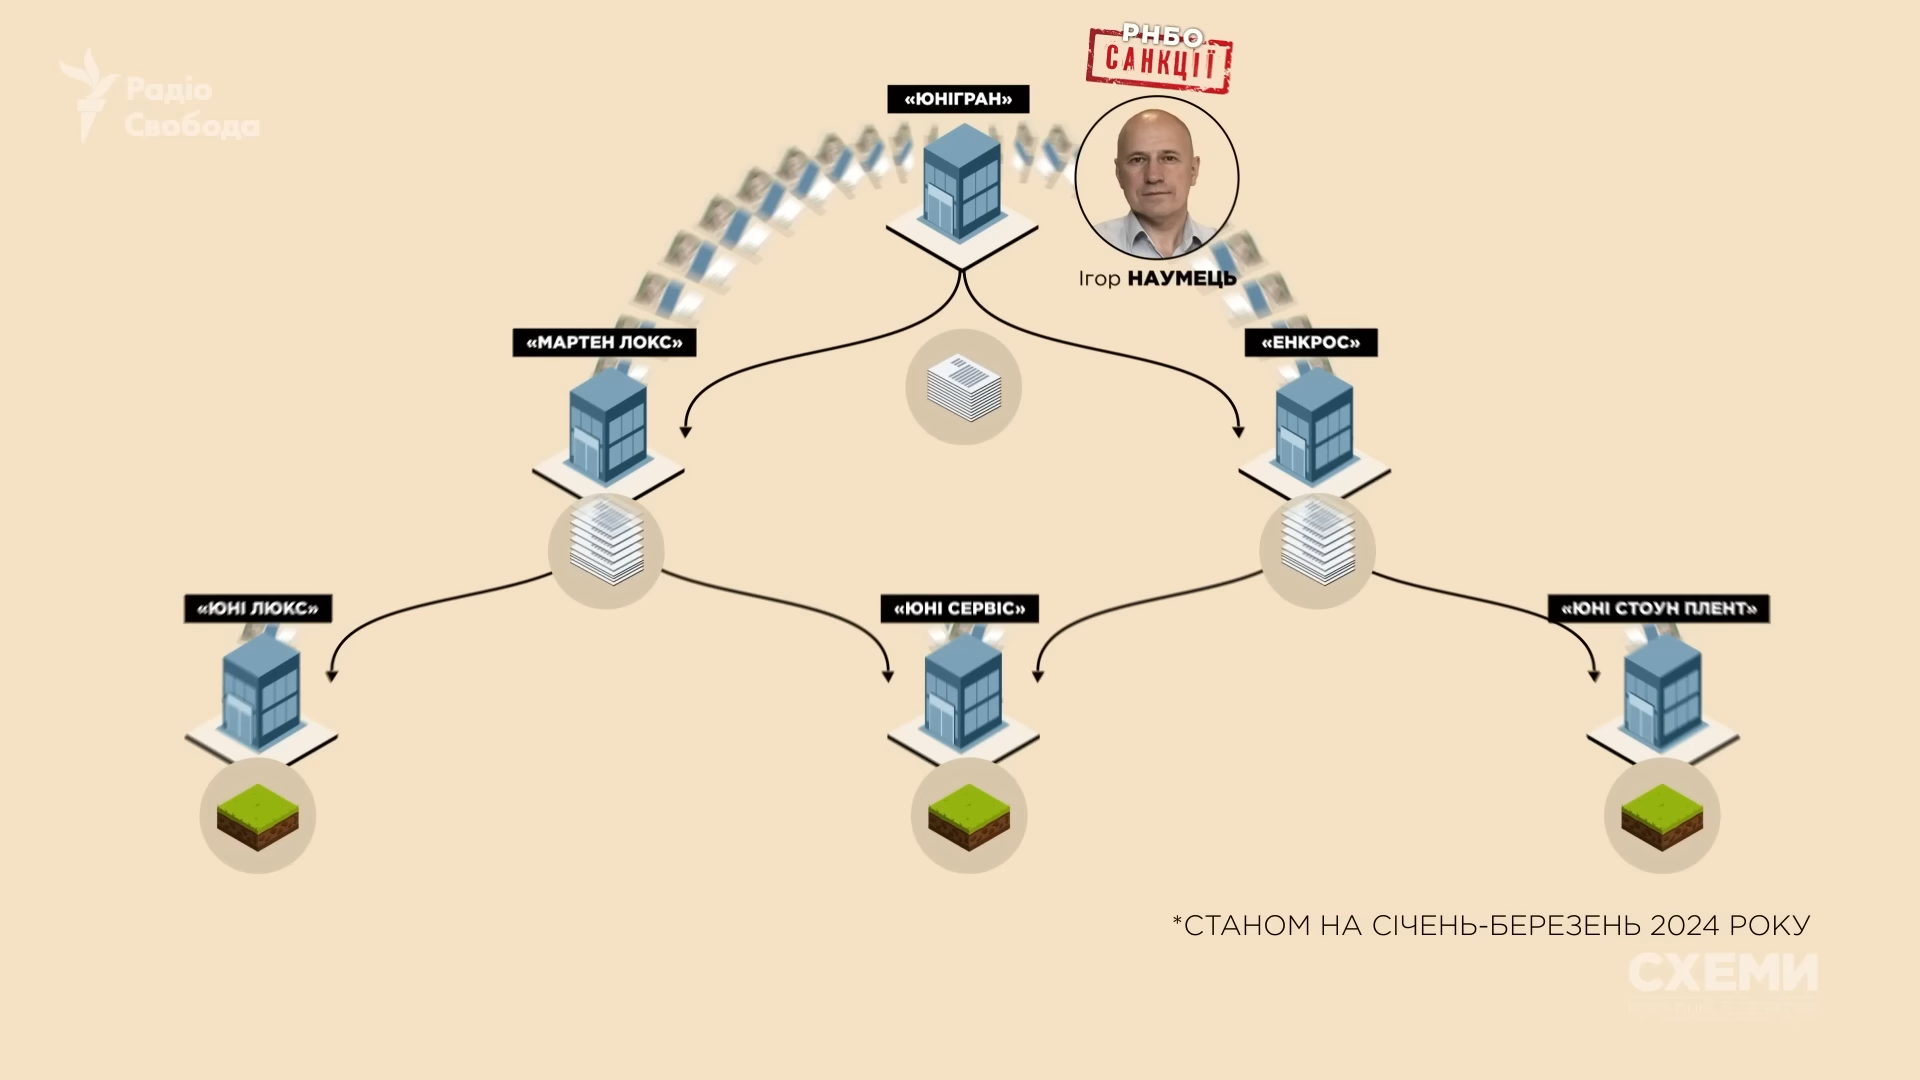 Радіо
Свобода
РНБО
САНКЦІЇ
«ЮНІГРАН»
Ігор НАУМЕЦЬ
«МАРТЕН ЛОКС»
«ЕНКРОС»
«ЮНІ ЛЮКС»
«ЮНІ СЕРВІС»
«ЮНІ СТОУН ПЛЕНТ»
*СТАНОМ НА СІЧЕНЬ-БЕРЕЗЕНЬ 2024 РОКУ
СХЕМИ